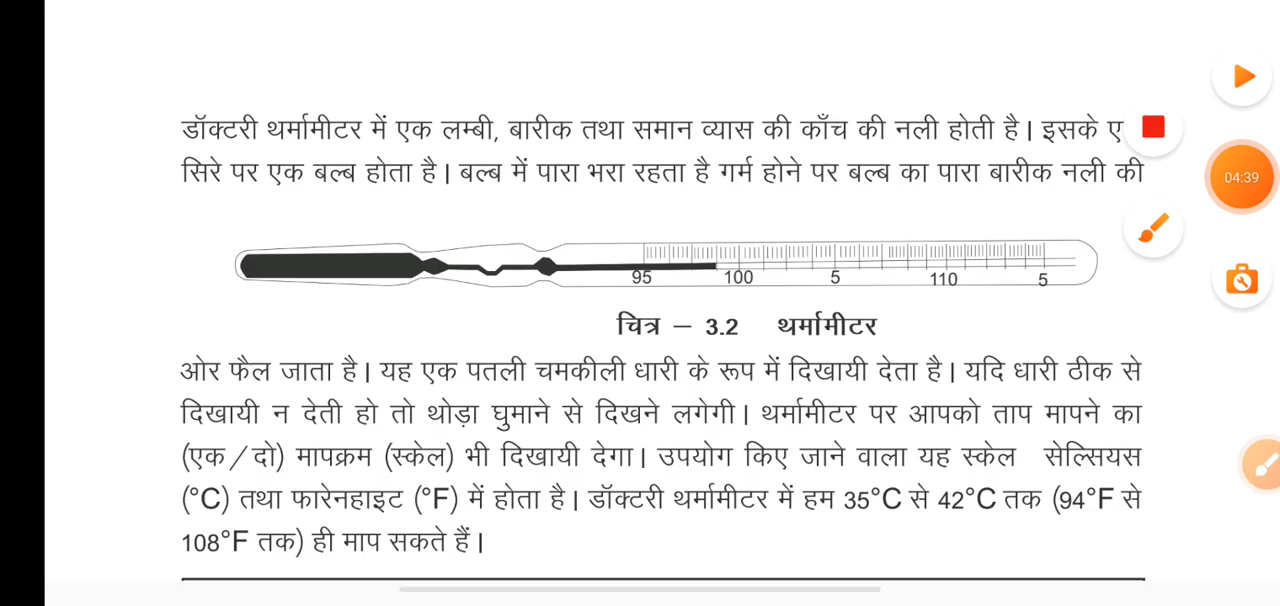 डॉक्टरी थर्मामीटर में एक लम्बी, बारीक तथा समान व्यास की काँच की नली होती है। इसके ए
सिरे पर एक बल्ब होता है। बल्ब में पारा भरा रहता है गर्म होने पर बल्ब का पारा बारीक नली की
95 100 5 110 5
चित्र – 3.2 थर्मामीटर
ओर फैल जाता है। यह एक पतली चमकीली धारी के रूप में दिखायी देता है। यदि धारी ठीक से
दिखायी न देती हो तो थोड़ा घुमाने से दिखने लगेगी। थर्मामीटर पर आपको ताप मापने का
(एक/दो) मापक्रम (स्केल) भी दिखायी देगा। उपयोग किए जाने वाला यह स्केल सेल्सियस
(°C) तथा फारेनहाइट (°F) में होता है। डॉक्टरी थर्मामीटर में हम 35°C से 42°C तक (94°F से
108°F तक) ही माप सकते हैं।
04:39